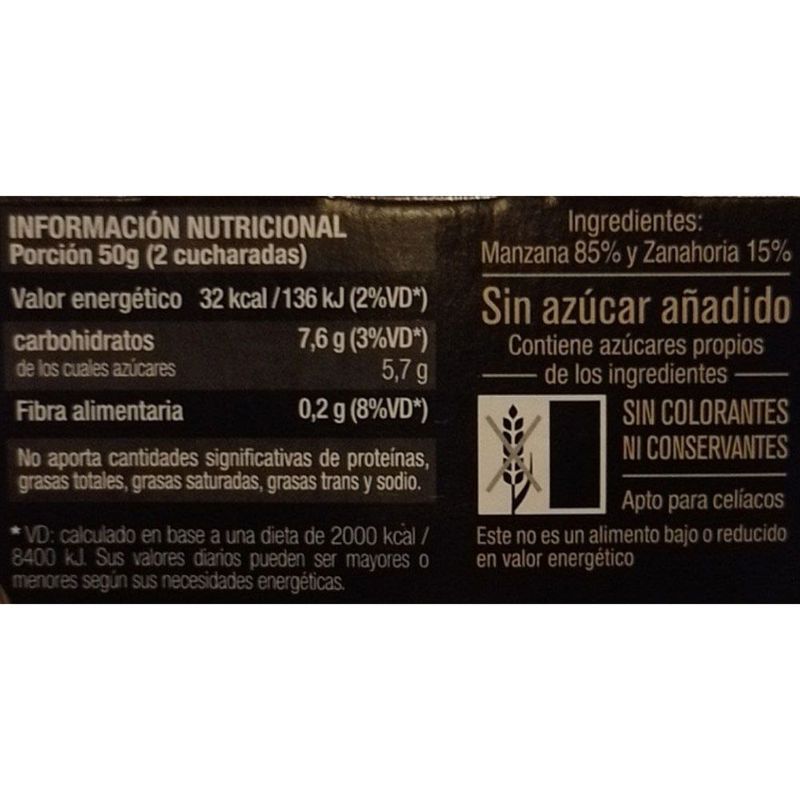 INFORMACIÓN NUTRICIONAL
Porción 50g (2 cucharadas)
Valor energético 32 kcal /136 kJ (2%VD*)
carbohidratos 7,6 g (3%VD*)
de los cuales azúcares 5,7 g
Fibra alimentaria 0,2 g (8%VD*)
No aporta cantidades significativas de proteínas,
grasas totales, grasas saturadas, grasas trans y sodio.
* VD: calculado en base a una dieta de 2000 kcal /
8400 kJ. Sus valores diarios pueden ser mayores o
menores según sus necesidades energéticas.
Ingredientes:
Manzana 85% y Zanahoria 15%
Sin azúcar añadido
Contiene azúcares propios
de los ingredientes
SIN COLORANTES
NI CONSERVANTES
Apto para celíacos
Este no es un alimento bajo o reducido
en valor energético